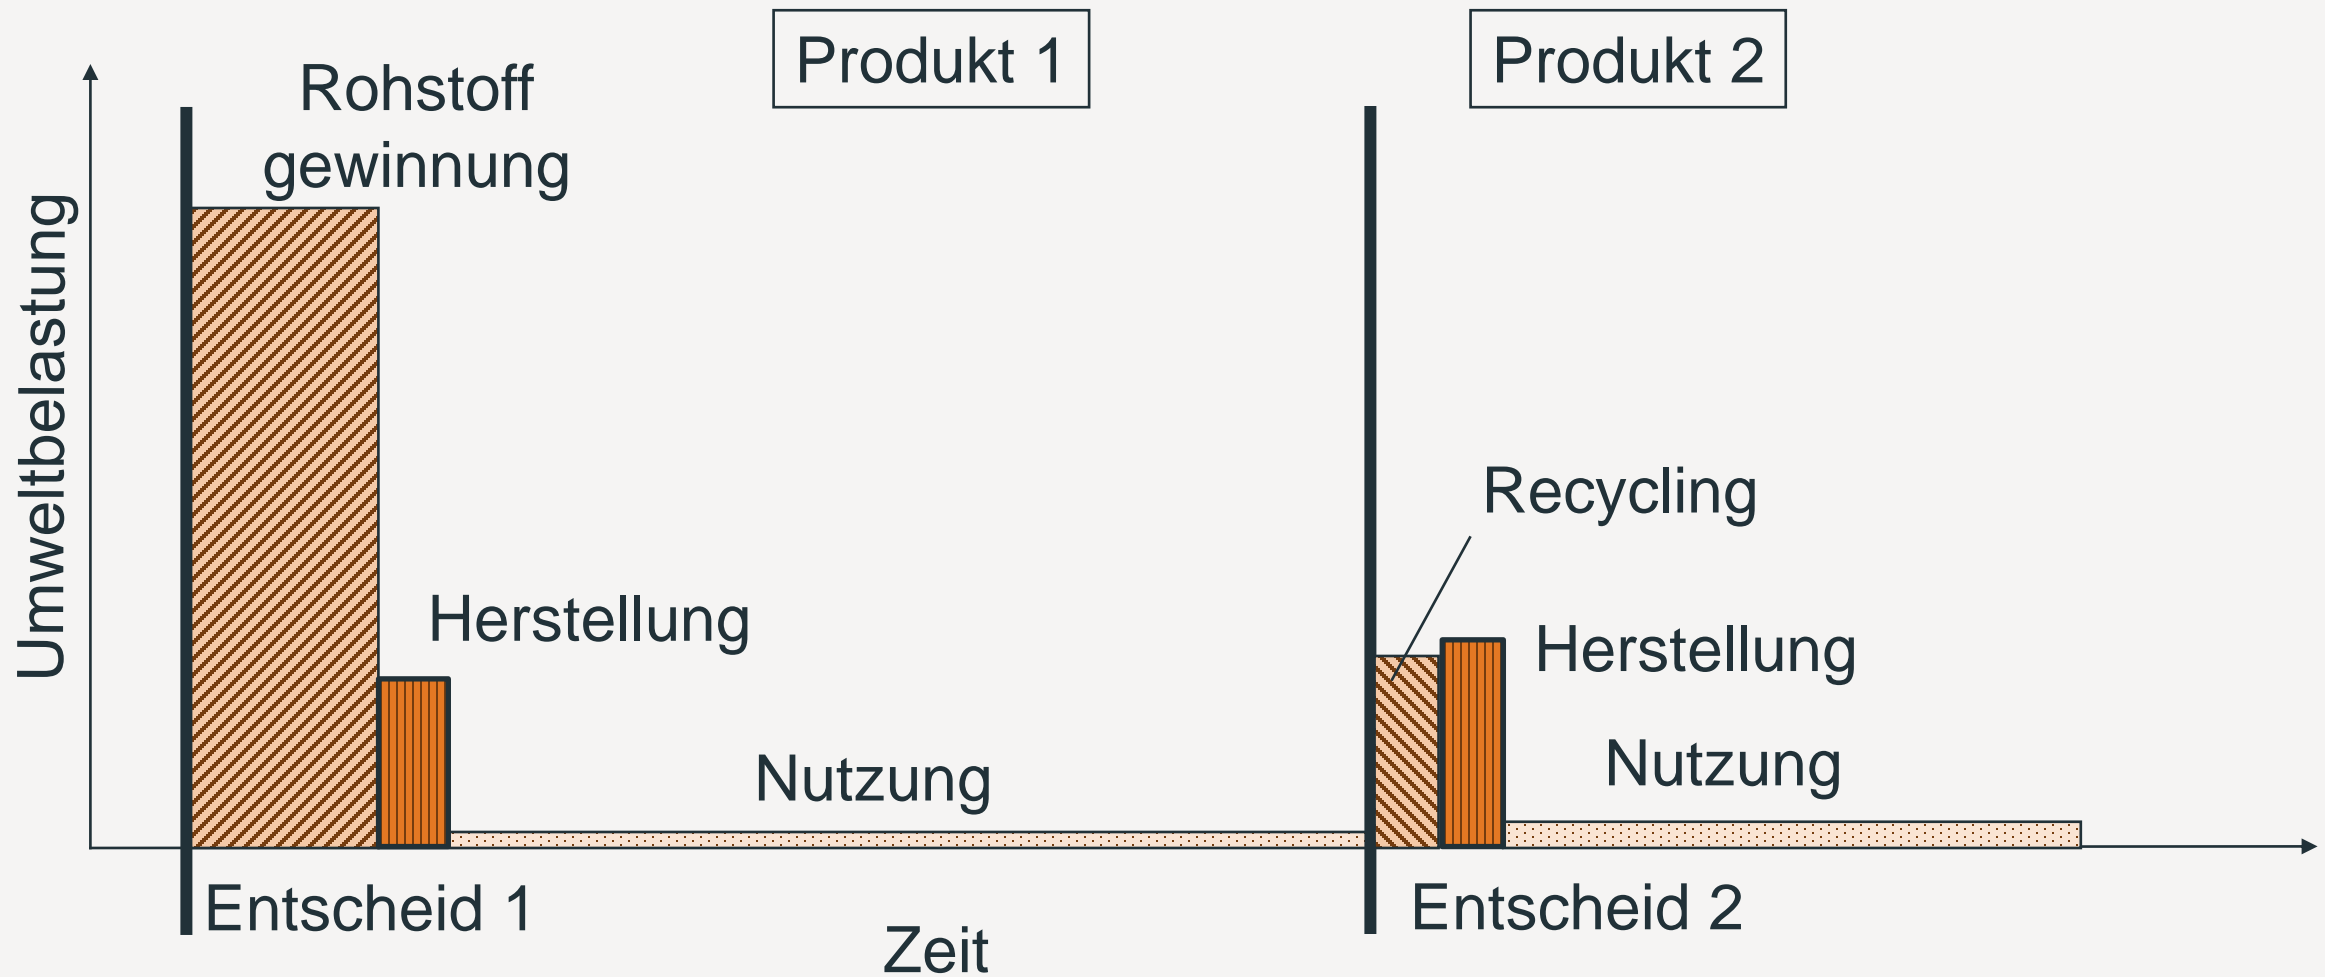 Produkt 1
Produkt 2
Rohstoff
gewinnung
Umweltbelastung
Recycling
Herstellung
Herstellung
Nutzung
Nutzung
Entscheid 1
Entscheid 2
Zeit